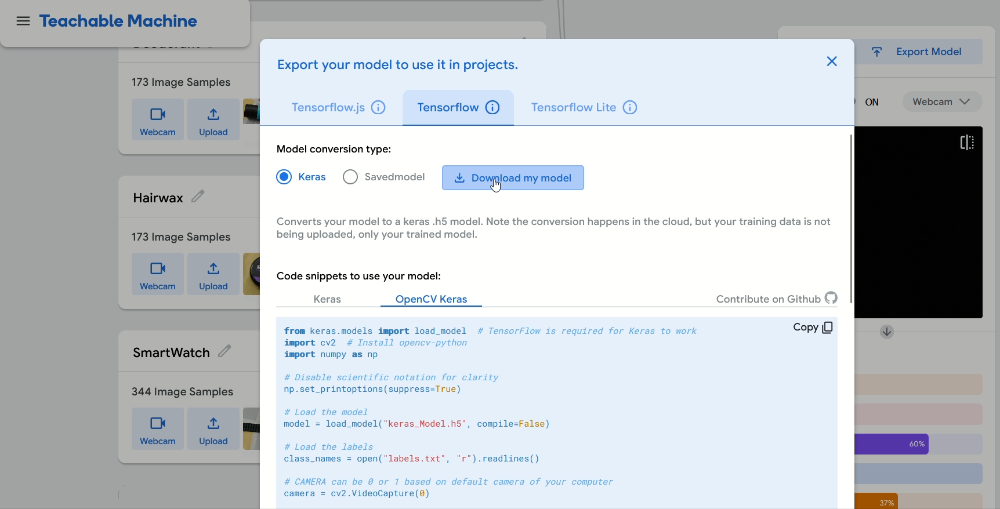 Teachable Machine
173 Image Samples
Webcam
Upload
Hairwax
173 Image Samples
Webcam
Upload
SmartWatch
344 Image Samples
Webcam
Upload
Export your model to use it in projects.
Tensorflow.js
Tensorflow
Tensorflow Lite
Model conversion type:
Keras
Savedmodel
Download my model
Converts your model to a keras .h5 model. Note the conversion happens in the cloud, but your training data is not
being uploaded, only your trained model.
Code snippets to use your model:
Keras
OpenCV Keras
Contribute on Github
Copy
from keras.models import load_model  # TensorFlow is required for Keras to work
import cv2  # Install opencv-python
import numpy as np
# Disable scientific notation for clarity
np.set_printoptions(suppress=True)
# Load the model
model = load_model("keras_Model.h5", compile=False)
# Load the labels
class_names = open("labels.txt", "r").readlines()
# CAMERA can be 0 or 1 based on default camera of your computer
camera = cv2.VideoCapture(0)
Export Model
ON
Webcam
60%
37%